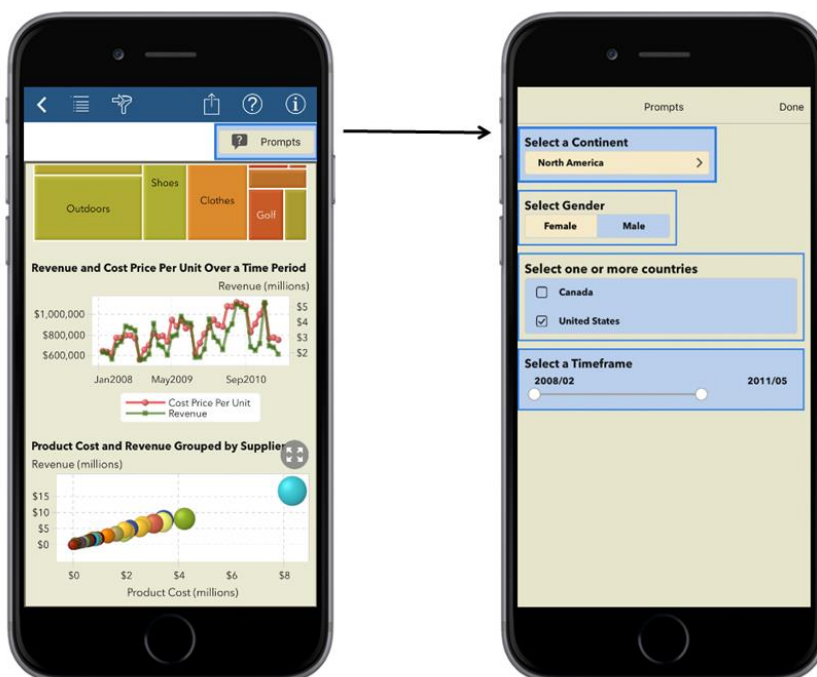 Prompts
Outdoors
Shoes
Clothes
Golf
Revenue and Cost Price Per Unit Over a Time Period
Revenue (millions)
$1,000,000
$800,000
$600,000
$5
$4
$3
$2
Jan2008 May2009 Sep2010
Cost Price Per Unit
Revenue
Product Cost and Revenue Grouped by Supplier
Revenue (millions)
$15
$10
$5
$0
$0 $2 $4 $6 $8
Product Cost (millions)
Prompts Done
Select a Continent
North America
Select Gender
Female Male
Select one or more countries
Canada
United States
Select a Timeframe
2008/02 2011/05